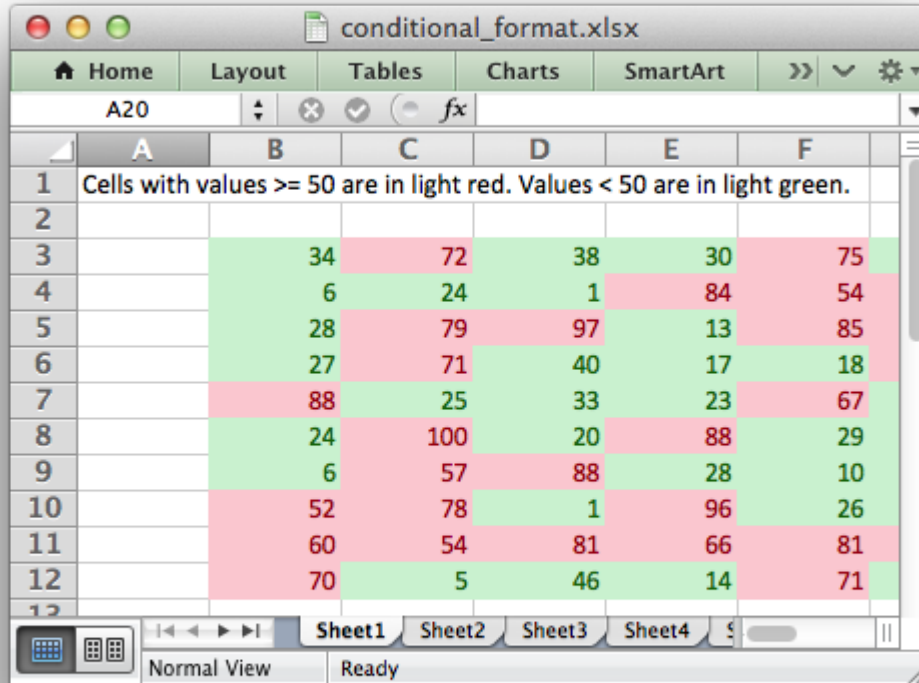 conditional_format.xlsx
Home Layout Tables Charts SmartArt
A20 fx
A B C D E F
1 Cells with values >= 50 are in light red. Values < 50 are in light green.
2
3 34 72 38 30 75
4 6 24 1 84 54
5 28 79 97 13 85
6 27 71 40 17 18
7 88 25 33 23 67
8 24 100 20 88 29
9 6 57 88 28 10
10 52 78 1 96 26
11 60 54 81 66 81
12 70 5 46 14 71
13
Sheet1 Sheet2 Sheet3 Sheet4
Normal View Ready